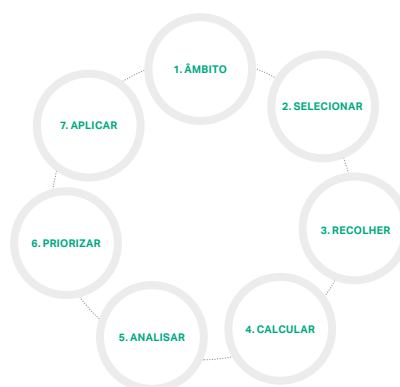 1. ÂMBITO
2. SELECIONAR
3. RECOLHER
4. CALCULAR
5. ANALISAR
6. PRIORIZAR
7. APLICAR